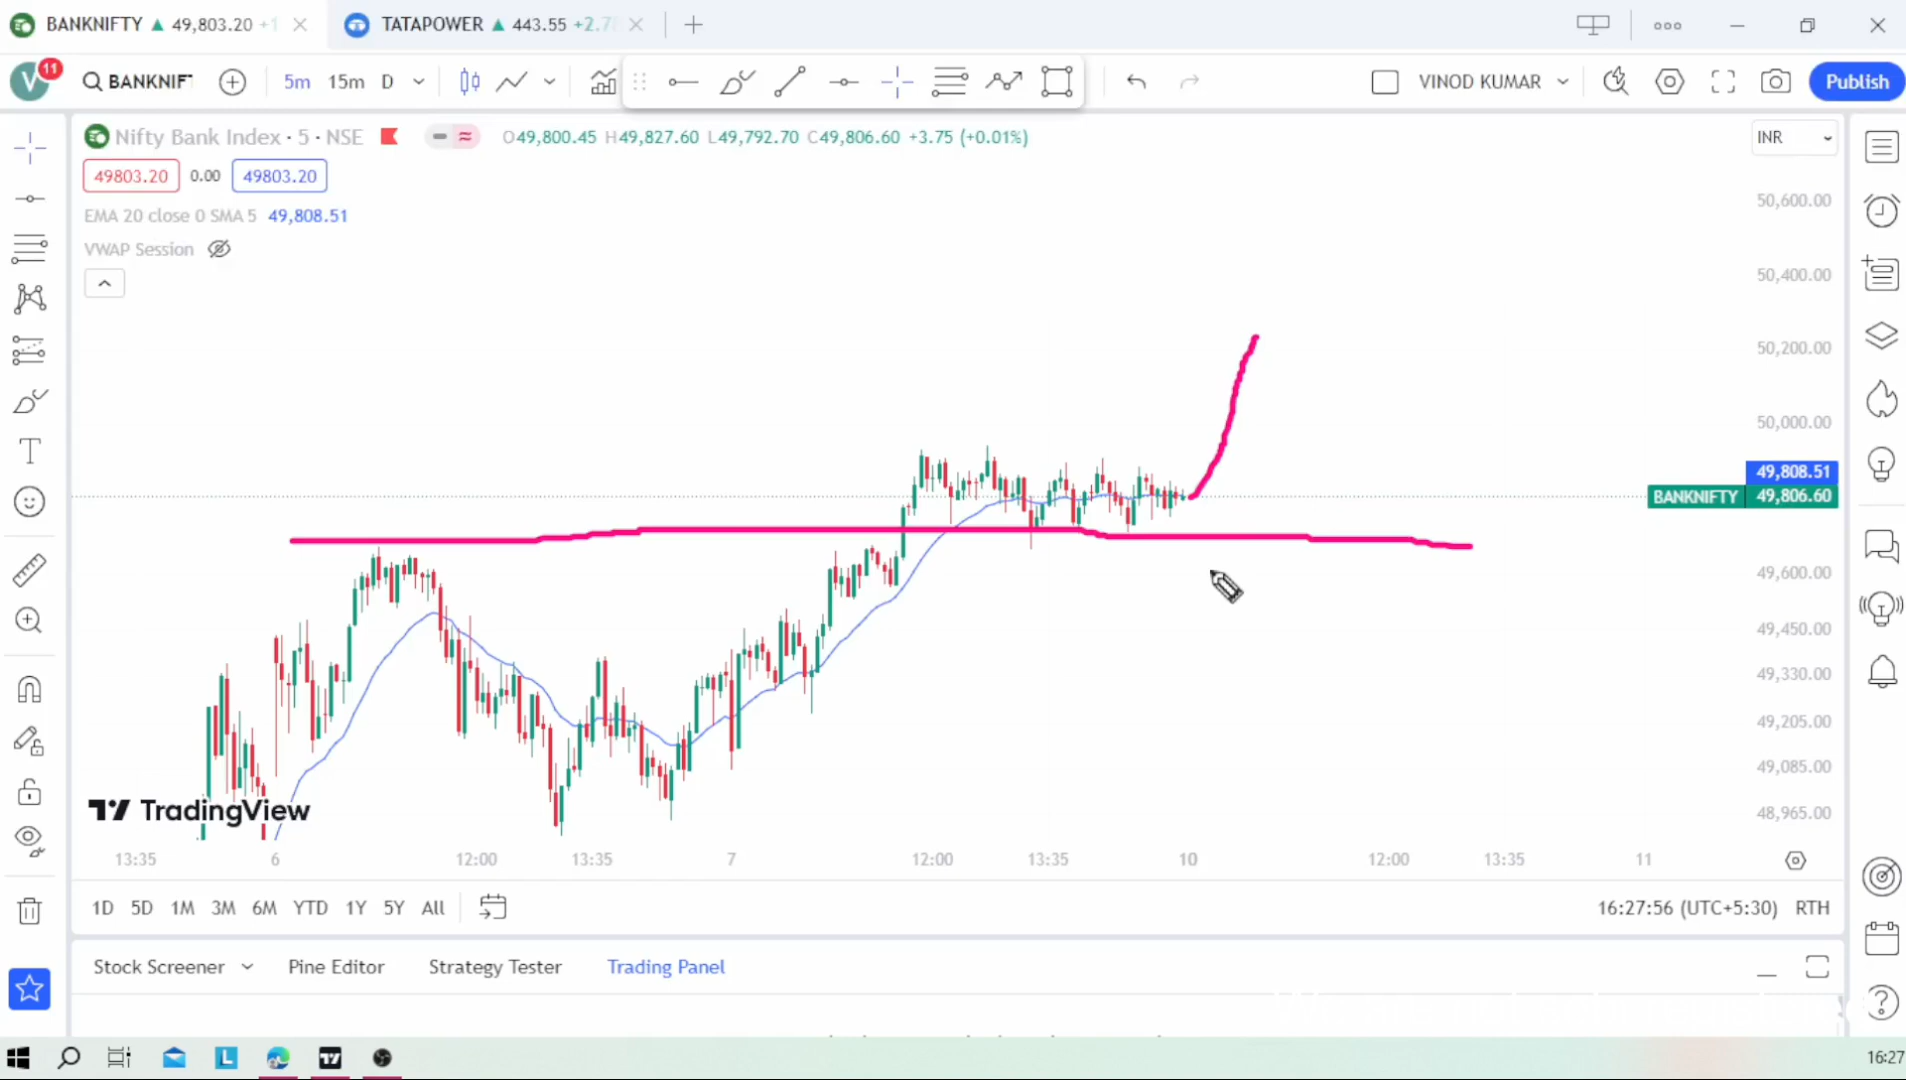 BANKNIFTY ▲ 49,803.20 +1
TATAPOWER ▲ 443.55 +2.7
V 11 BANKNIF 5m 15m D VINOD KUMAR Publish
Nifty Bank Index · 5 · NSE O49,800.45 H49,827.60 L49,792.70 C49,806.60 +3.75 (+0.01%) INR
49803.20 0.00 49803.20
EMA 20 close 0 SMA 5 49,808.51
VWAP Session
50,600.00
50,400.00
50,200.00
50,000.00
49,808.51
BANKNIFTY 49,806.60
49,600.00
49,450.00
49,330.00
49,205.00
49,085.00
48,965.00
TradingView
13:35 6 12:00 13:35 7 12:00 13:35 10 12:00 13:35 11
1D 5D 1M 3M 6M YTD 1Y 5Y All 16:27:56 (UTC+5:30) RTH
Stock Screener Pine Editor Strategy Tester Trading Panel
L 16:27